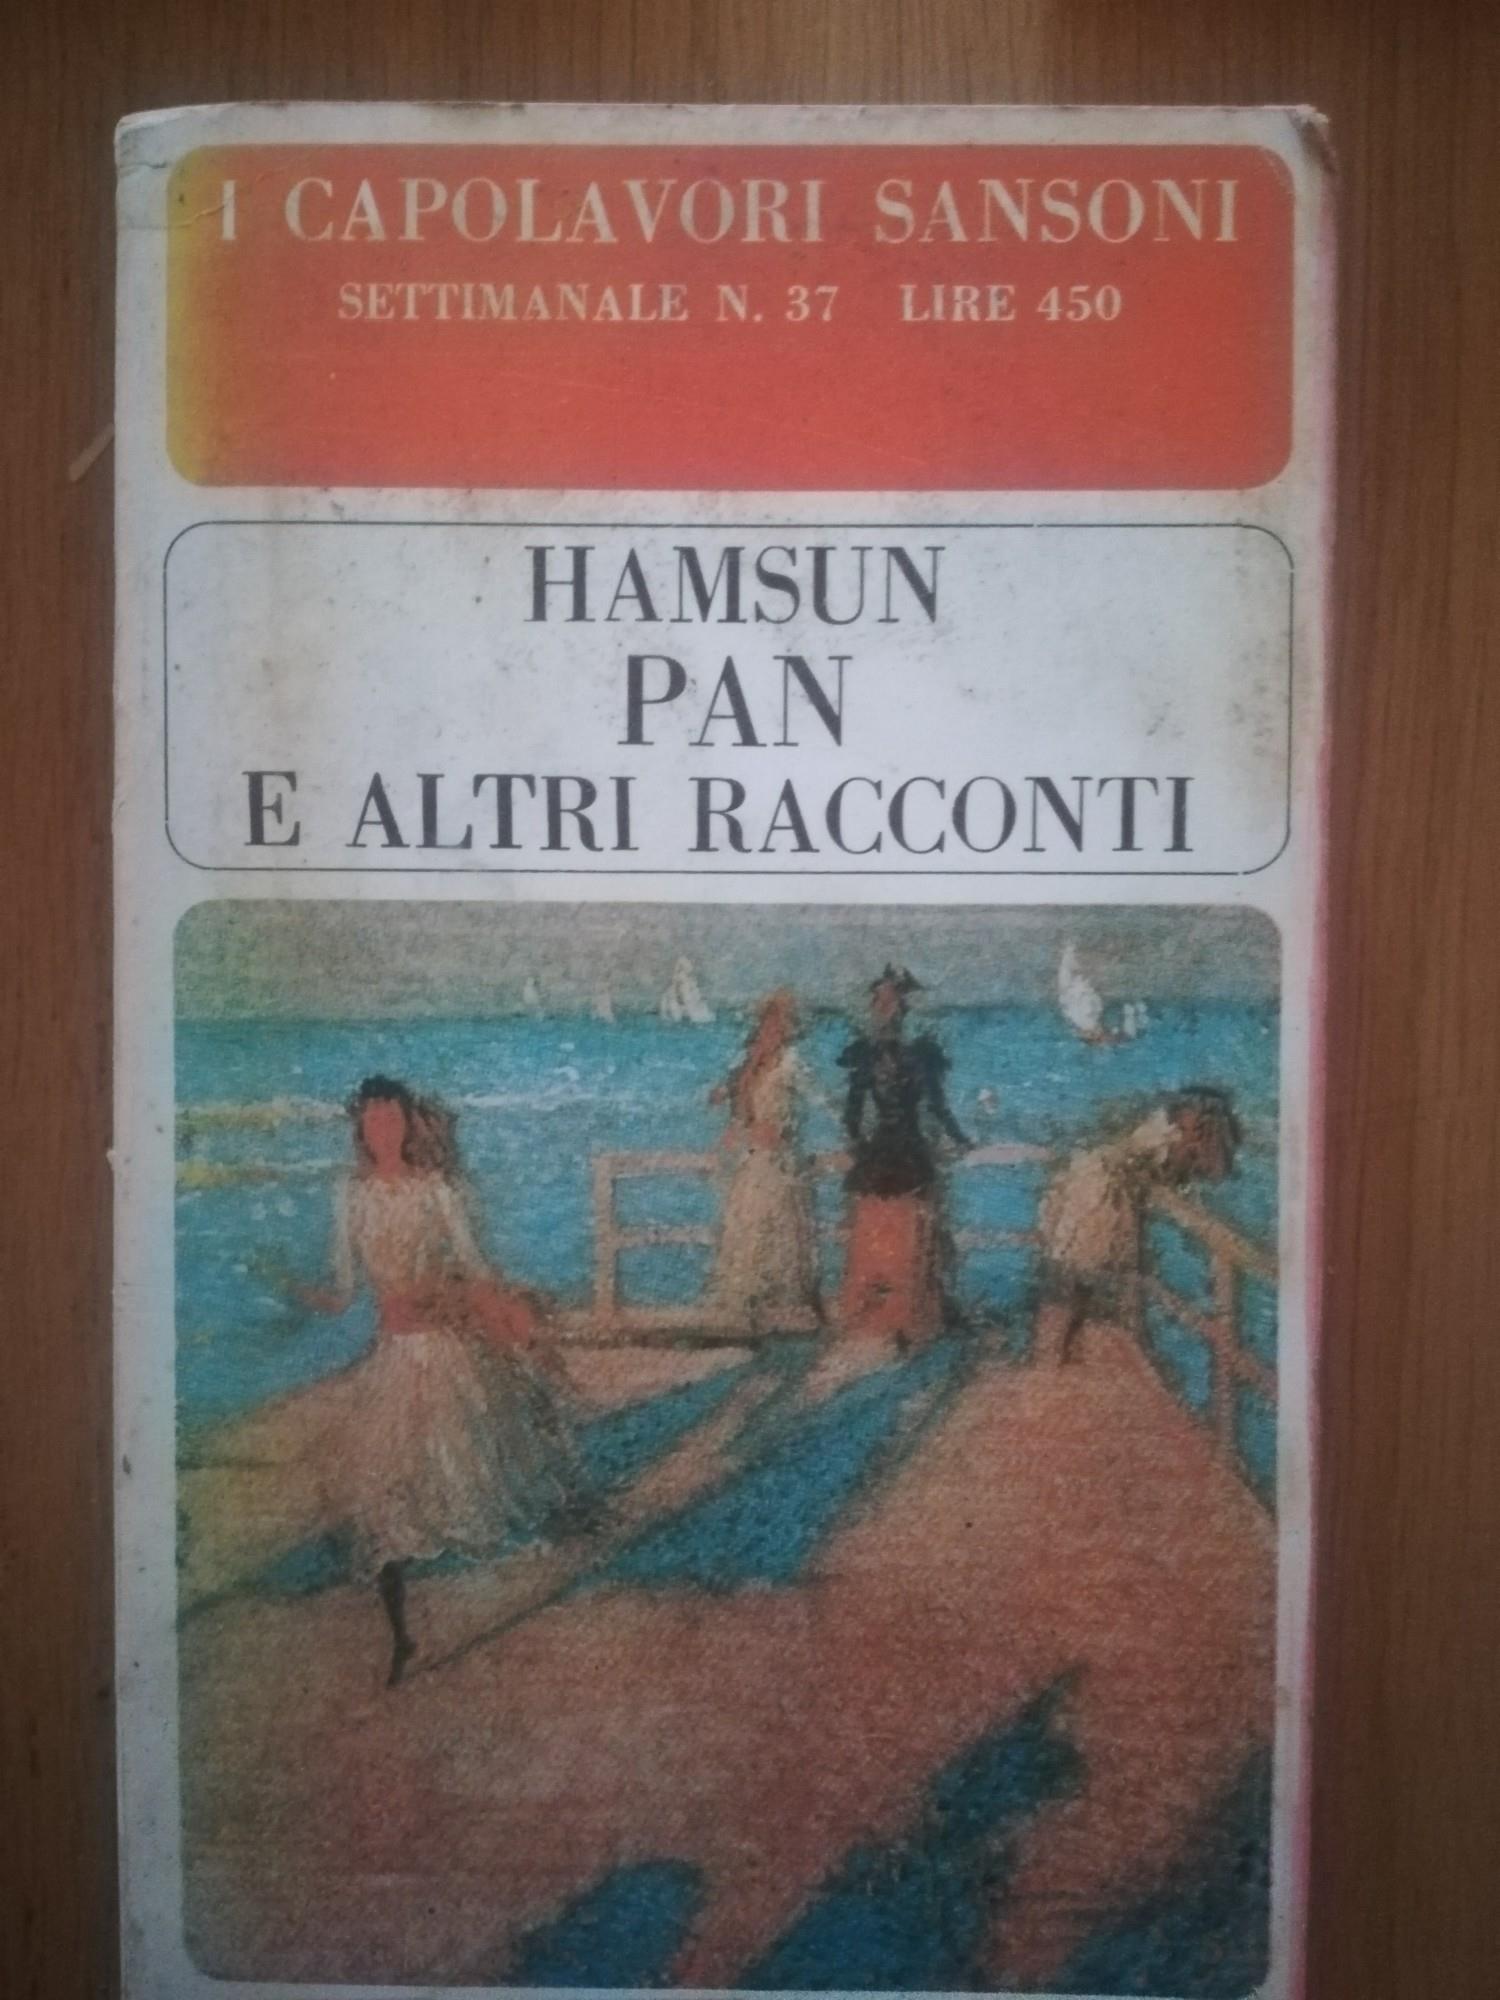 I CAPOLAVORI SANSONI
SETTIMANALE N. 37 LIRE 450
HAMSUN
PAN
E ALTRI RACCONTI